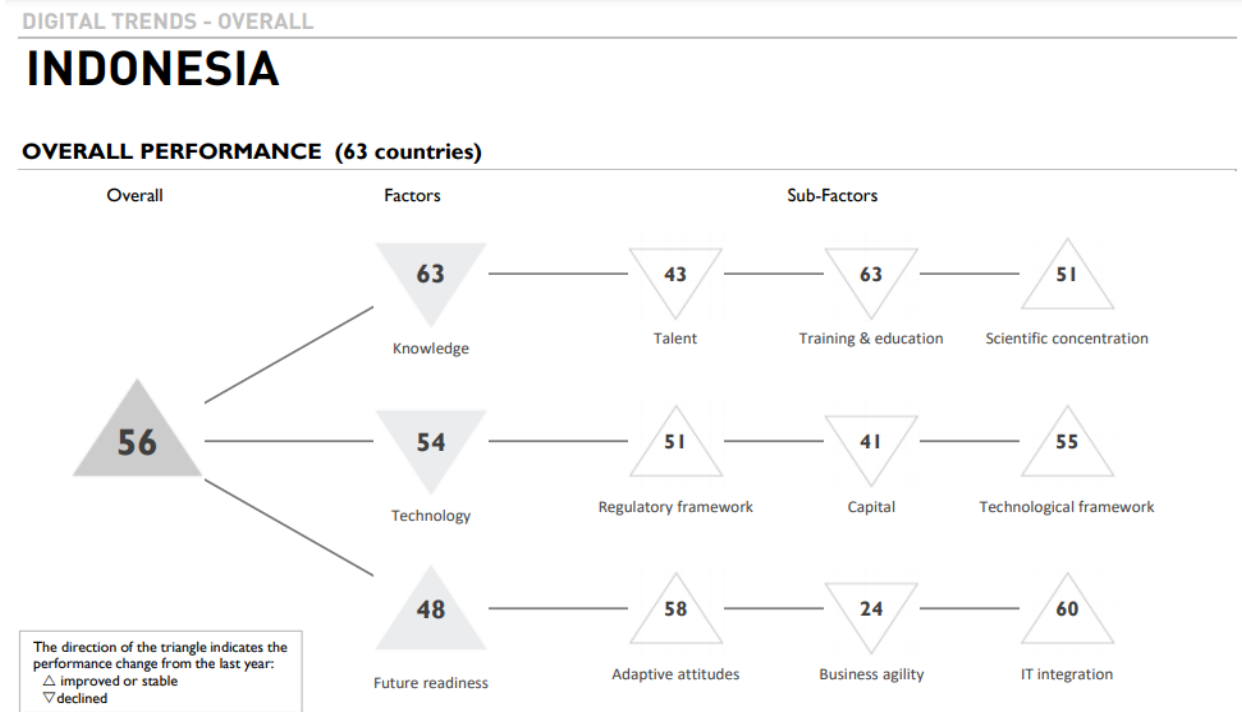 DIGITAL TRENDS - OVERALL
INDONESIA
OVERALL PERFORMANCE (63 countries)
Overall Factors Sub-Factors
63 43 63 51
Knowledge Talent Training & education Scientific concentration
56
54 51 41 55
Technology Regulatory framework Capital Technological framework
48 58 24 60
Future readiness Adaptive attitudes Business agility IT integration
The direction of the triangle indicates the
performance change from the last year:
△ improved or stable
▽ declined